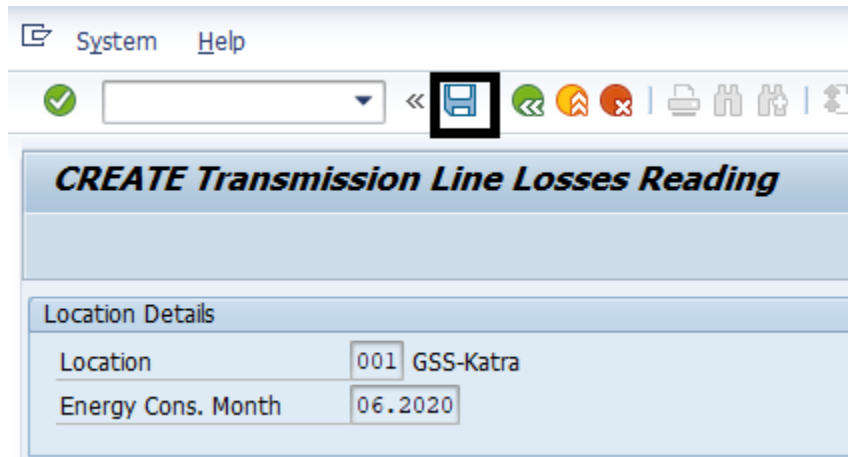 System Help
CREATE Transmission Line Losses Reading
Location Details
Location 001 GSS-Katra
Energy Cons. Month 06.2020